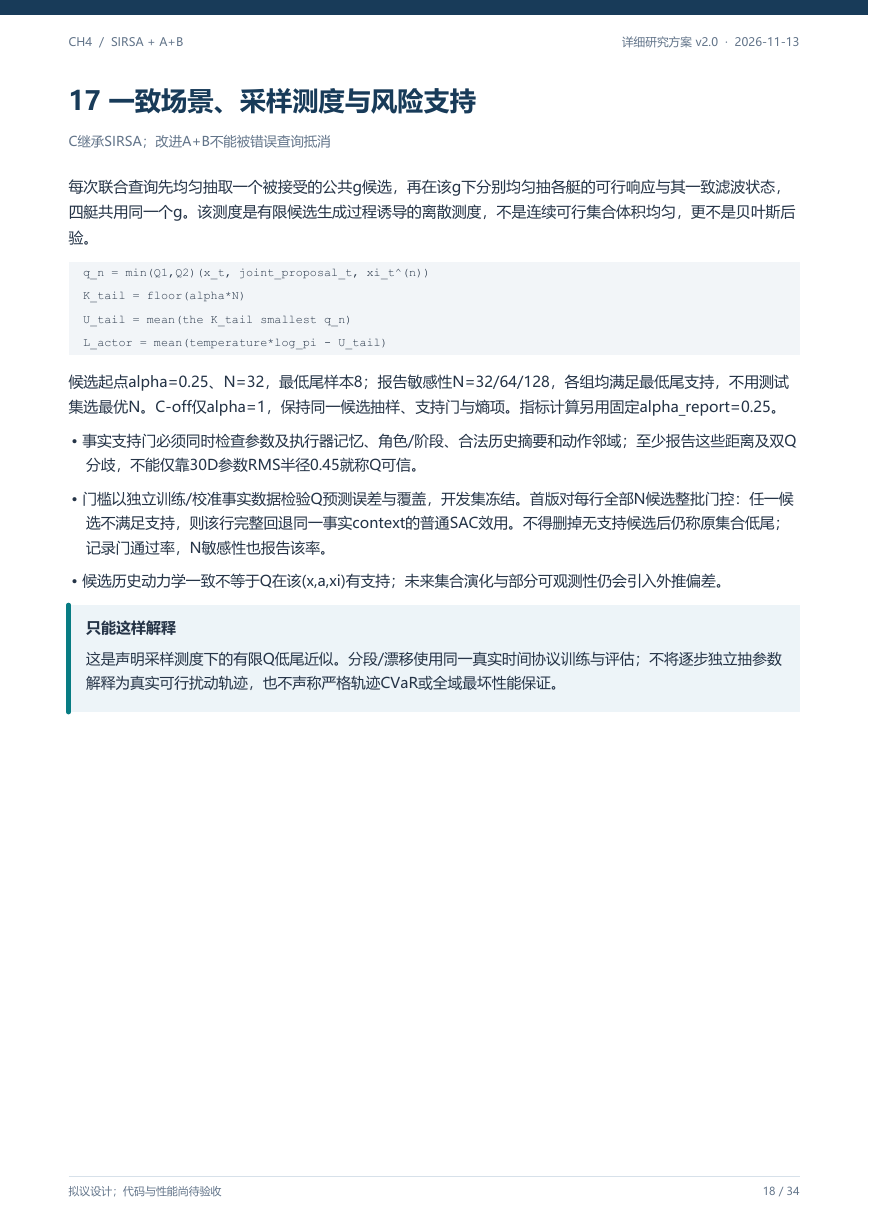 CH4 / SIRSA + A+B
详细研究方案 v2.0 · 2026-11-13
17 一致场景、采样测度与风险支持
C继承SIRSA；改进A+B不能被错误查询抵消
每次联合查询先均匀抽取一个被接受的公共g候选，再在该g下分别均匀抽各艇的可行响应与其一致滤波状态，
四艇共用同一个g。该测度是有限候选生成过程诱导的离散测度，不是连续可行集合体积均匀，更不是贝叶斯后
验。
q_n = min(Q1,Q2)(x_t, joint_proposal_t, xi_t^(n))
K_tail = floor(alpha*N)
U_tail = mean(the K_tail smallest q_n)
L_actor = mean(temperature*log_pi - U_tail)
候选起点alpha=0.25、N=32，最低尾样本8；报告敏感性N=32/64/128，各组均满足最低尾支持，不用测试
集选最优N。C-off仅alpha=1，保持同一候选抽样、支持门与熵项。指标计算另用固定alpha_report=0.25。
• 事实支持门必须同时检查参数及执行器记忆、角色/阶段、合法历史摘要和动作邻域；至少报告这些距离及双Q
分歧，不能仅靠30D参数RMS半径0.45就称Q可信。
• 门槛以独立训练/校准事实数据检验Q预测误差与覆盖，开发集冻结。首版对每行全部N候选整批门控：任一候
选不满足支持，则该行完整回退同一事实context的普通SAC效用。不得删掉无支持候选后仍称原集合低尾；
记录门通过率，N敏感性也报告该率。
• 候选历史动力学一致不等于Q在该(x,a,xi)有支持；未来集合演化与部分可观测性仍会引入外推偏差。
只能这样解释
这是声明采样测度下的有限Q低尾近似。分段/漂移使用同一真实时间协议训练与评估；不将逐步独立抽参数
解释为真实可行扰动轨迹，也不声称严格轨迹CVaR或全域最坏性能保证。
拟议设计；代码与性能尚待验收
18 / 34